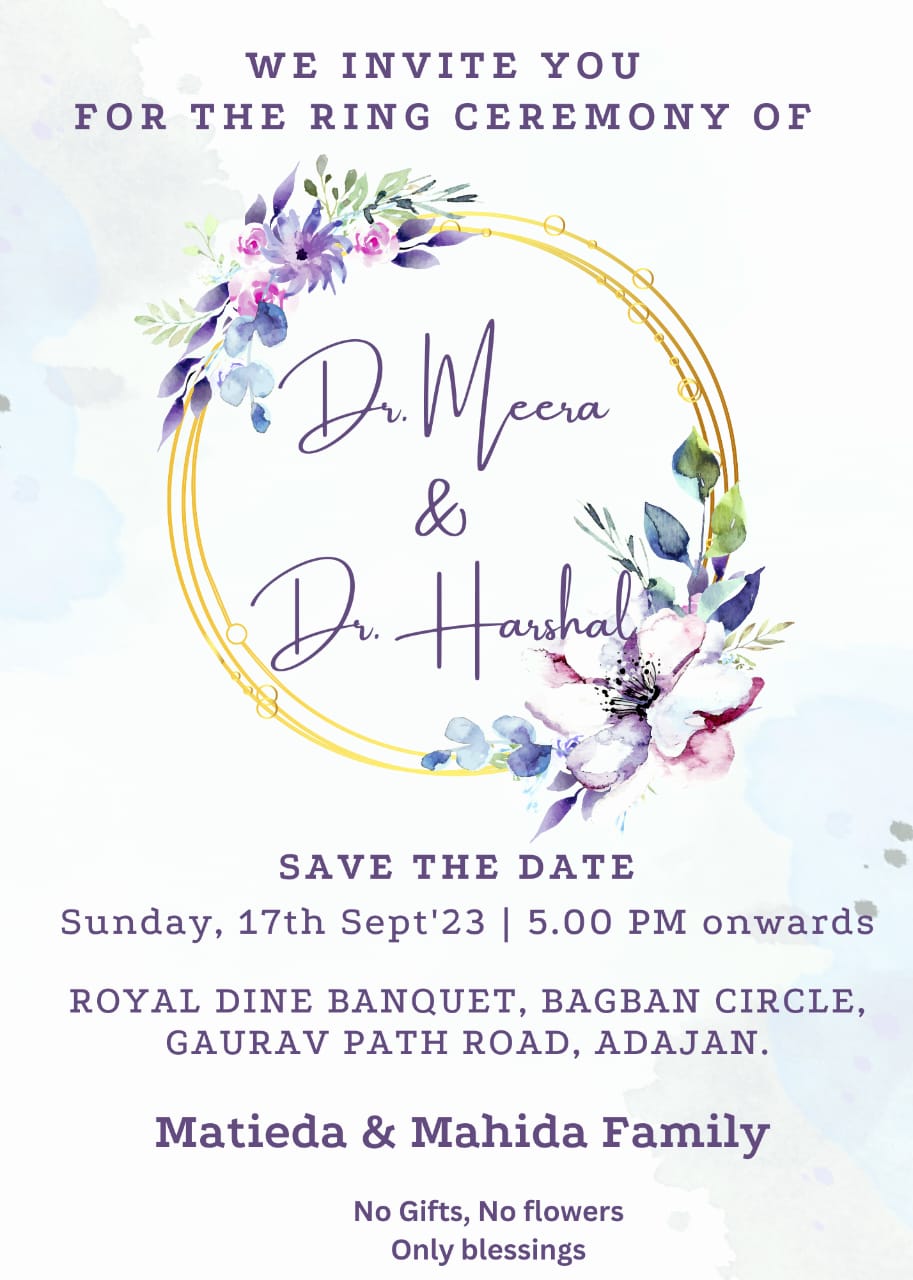 WE INVITE YOU
FOR THE RING CEREMONY OF
Dr. Meera
&
Dr. Harshal
SAVE THE DATE
Sunday, 17th Sept'23 | 5.00 PM onwards
ROYAL DINE BANQUET, BAGBAN CIRCLE,
GAURAV PATH ROAD, ADAJAN.
Matieda & Mahida Family
No Gifts, No flowers
Only blessings